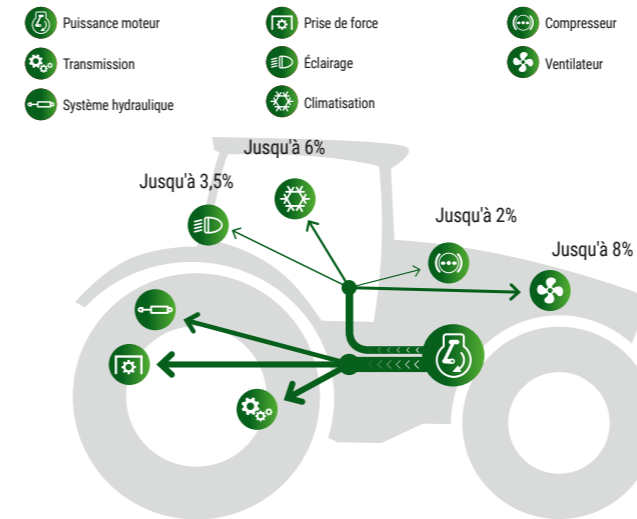 Puissance moteur
Prise de force
Compresseur
Transmission
Éclairage
Ventilateur
Système hydraulique
Climatisation
Jusqu'à 6%
Jusqu'à 3,5%
Jusqu'à 2%
Jusqu'à 8%